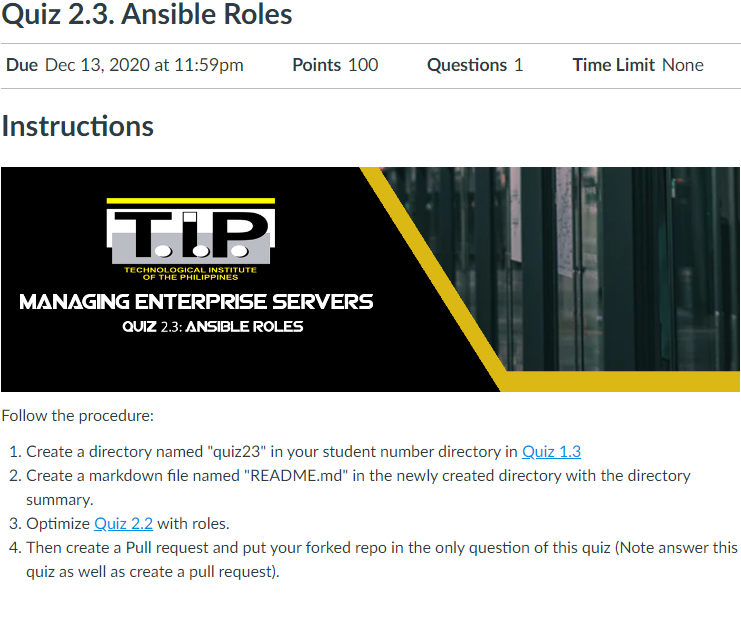 Quiz 2.3. Ansible Roles
Due Dec 13, 2020 at 11:59pm Points 100 Questions 1 Time Limit None
Instructions
T.I.P.
TECHNOLOGICAL INSTITUTE
OF THE PHILIPPINES
MANAGING ENTERPRISE SERVERS
QUIZ 2.3: ANSIBLE ROLES
Follow the procedure:
1. Create a directory named "quiz23" in your student number directory in Quiz 1.3
2. Create a markdown file named "README.md" in the newly created directory with the directory
summary.
3. Optimize Quiz 2.2 with roles.
4. Then create a Pull request and put your forked repo in the only question of this quiz (Note answer this
quiz as well as create a pull request).